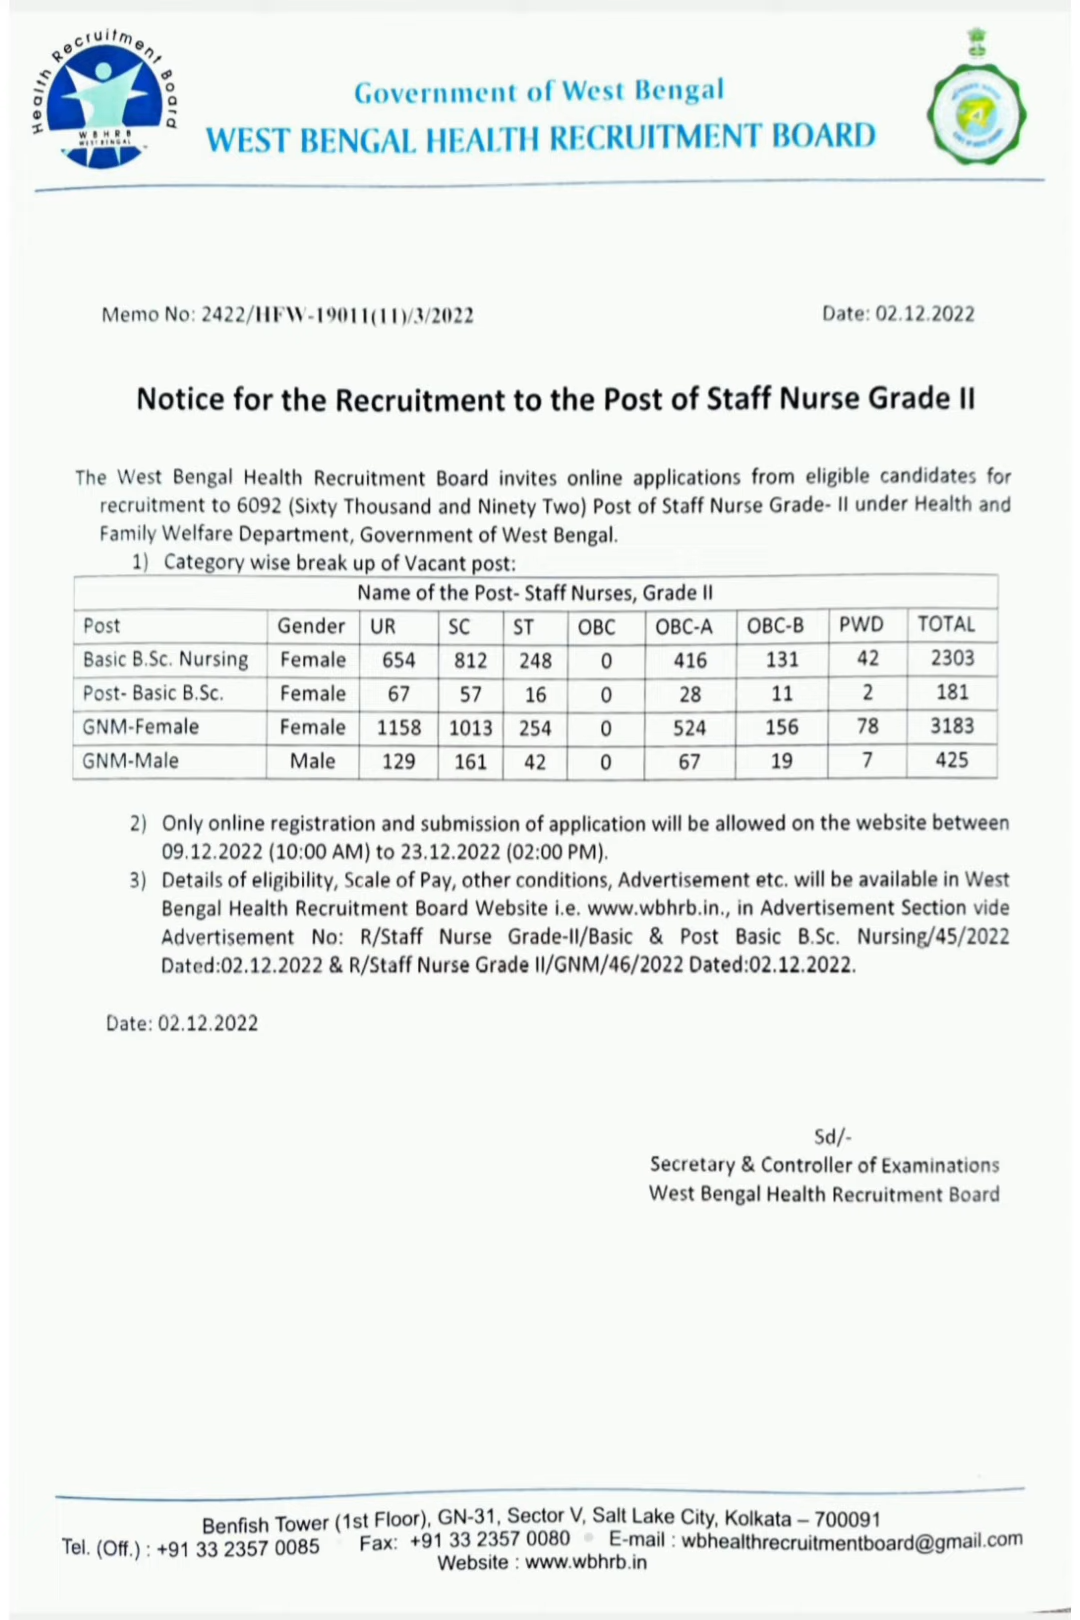 Health Recruitment Board
W B H R B
WEST BENGAL
Government of West Bengal
WEST BENGAL HEALTH RECRUITMENT BOARD
Memo No: 2422/HFW-19011(11)/3/2022 Date: 02.12.2022
Notice for the Recruitment to the Post of Staff Nurse Grade II
The West Bengal Health Recruitment Board invites online applications from eligible candidates for
recruitment to 6092 (Sixty Thousand and Ninety Two) Post of Staff Nurse Grade- II under Health and
Family Welfare Department, Government of West Bengal.
1) Category wise break up of Vacant post:
Name of the Post- Staff Nurses, Grade II
Post Gender UR SC ST OBC OBC-A OBC-B PWD TOTAL
Basic B.Sc. Nursing Female 654 812 248 0 416 131 42 2303
Post- Basic B.Sc. Female 67 57 16 0 28 11 2 181
GNM-Female Female 1158 1013 254 0 524 156 78 3183
GNM-Male Male 129 161 42 0 67 19 7 425
2) Only online registration and submission of application will be allowed on the website between
09.12.2022 (10:00 AM) to 23.12.2022 (02:00 PM).
3) Details of eligibility, Scale of Pay, other conditions, Advertisement etc. will be available in West
Bengal Health Recruitment Board Website i.e. www.wbhrb.in., in Advertisement Section vide
Advertisement No: R/Staff Nurse Grade-II/Basic & Post Basic B.Sc. Nursing/45/2022
Dated:02.12.2022 & R/Staff Nurse Grade II/GNM/46/2022 Dated:02.12.2022.
Date: 02.12.2022
Sd/-
Secretary & Controller of Examinations
West Bengal Health Recruitment Board
Benfish Tower (1st Floor), GN-31, Sector V, Salt Lake City, Kolkata – 700091
Tel. (Off.) : +91 33 2357 0085 Fax: +91 33 2357 0080 E-mail : wbhealthrecruitmentboard@gmail.com
Website : www.wbhrb.in